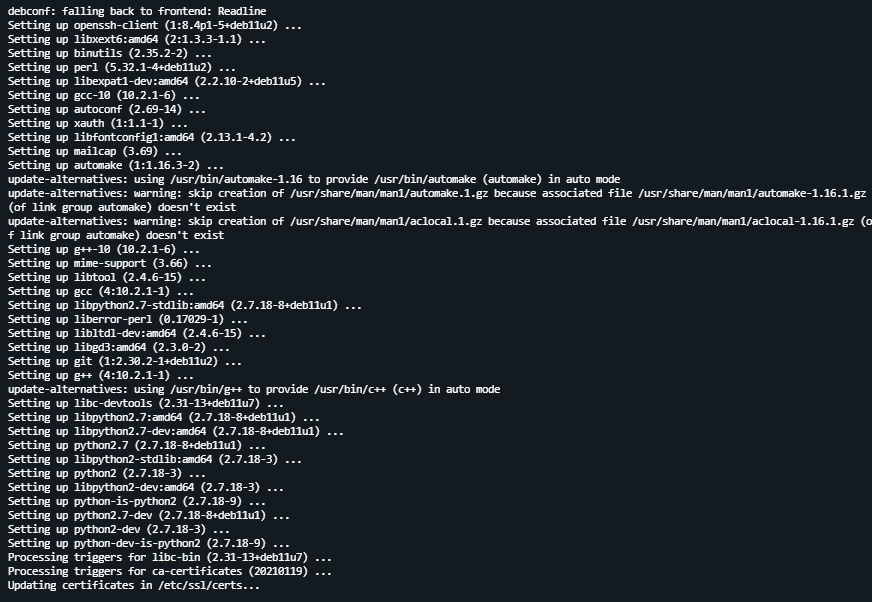 debconf: falling back to frontend: Readline
Setting up openssh-client (1:8.4p1-5+deb11u2) ...
Setting up libxext6:amd64 (2:1.3.3-1.1) ...
Setting up binutils (2.35.2-2) ...
Setting up perl (5.32.1-4+deb11u2) ...
Setting up libexpat1-dev:amd64 (2.2.10-2+deb11u5) ...
Setting up gcc-10 (10.2.1-6) ...
Setting up autoconf (2.69-14) ...
Setting up xauth (1:1.1-1) ...
Setting up libfontconfig1:amd64 (2.13.1-4.2) ...
Setting up mailcap (3.69) ...
Setting up automake (1:1.16.3-2) ...
update-alternatives: using /usr/bin/automake-1.16 to provide /usr/bin/automake (automake) in auto mode
update-alternatives: warning: skip creation of /usr/share/man/man1/automake.1.gz because associated file /usr/share/man/man1/automake-1.16.1.gz
(of link group automake) doesn't exist
update-alternatives: warning: skip creation of /usr/share/man/man1/aclocal.1.gz because associated file /usr/share/man/man1/aclocal-1.16.1.gz (o
f link group automake) doesn't exist
Setting up g++-10 (10.2.1-6) ...
Setting up mime-support (3.66) ...
Setting up libtool (2.4.6-15) ...
Setting up gcc (4:10.2.1-1) ...
Setting up libpython2.7-stdlib:amd64 (2.7.18-8+deb11u1) ...
Setting up liberror-perl (0.17029-1) ...
Setting up libltdl-dev:amd64 (2.4.6-15) ...
Setting up libgd3:amd64 (2.3.0-2) ...
Setting up git (1:2.30.2-1+deb11u2) ...
Setting up g++ (4:10.2.1-1) ...
update-alternatives: using /usr/bin/g++ to provide /usr/bin/c++ (c++) in auto mode
Setting up libc-devtools (2.31-13+deb11u7) ...
Setting up libpython2.7:amd64 (2.7.18-8+deb11u1) ...
Setting up libpython2.7-dev:amd64 (2.7.18-8+deb11u1) ...
Setting up python2.7 (2.7.18-8+deb11u1) ...
Setting up libpython2-stdlib:amd64 (2.7.18-3) ...
Setting up python2 (2.7.18-3) ...
Setting up libpython2-dev:amd64 (2.7.18-3) ...
Setting up python-is-python2 (2.7.18-9) ...
Setting up python2.7-dev (2.7.18-8+deb11u1) ...
Setting up python2-dev (2.7.18-3) ...
Setting up python-dev-is-python2 (2.7.18-9) ...
Processing triggers for libc-bin (2.31-13+deb11u7) ...
Processing triggers for ca-certificates (20210119) ...
Updating certificates in /etc/ssl/certs...